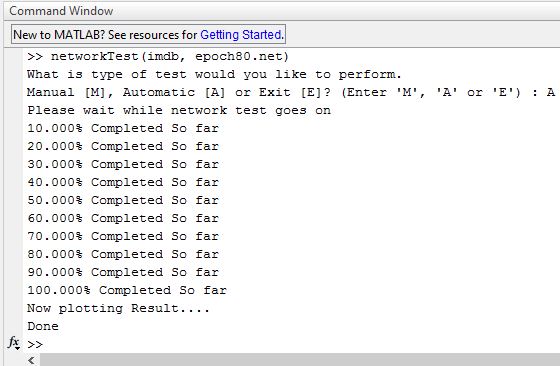 Command Window
New to MATLAB? See resources for Getting Started.
>> networkTest(imdb, epoch80.net)
What is type of test would you like to perform.
Manual [M], Automatic [A] or Exit [E]? (Enter 'M', 'A' or 'E') : A
Please wait while network test goes on
10.000% Completed So far
20.000% Completed So far
30.000% Completed So far
40.000% Completed So far
50.000% Completed So far
60.000% Completed So far
70.000% Completed So far
80.000% Completed So far
90.000% Completed So far
100.000% Completed So far
Now plotting Result....
Done
fx >>